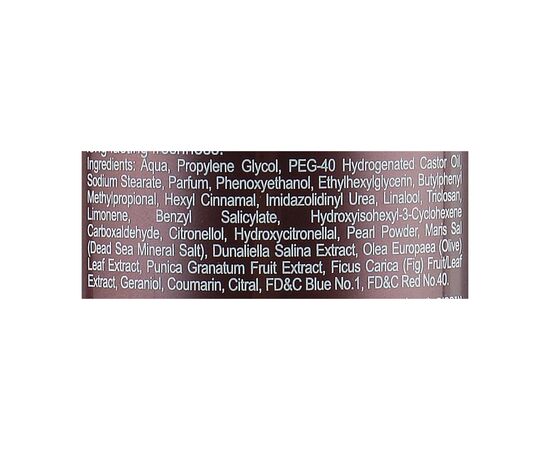 long lasting freshness.
Ingredients: Aqua, Propylene Glycol, PEG-40 Hydrogenated Castor Oil,
Sodium Stearate, Parfum, Phenoxyethanol, Ethylhexylglycerin, Butylphenyl
Methylpropional, Hexyl Cinnamal, Imidazolidinyl Urea, Linalool, Triclosan,
Limonene, Benzyl Salicylate, Hydroxyisohexyl-3-Cyclohexene
Carboxaldehyde, Citronellol, Hydroxycitronellal, Pearl Powder, Maris Sal
(Dead Sea Mineral Salt), Dunaliella Salina Extract, Olea Europaea (Olive)
Leaf Extract, Punica Granatum Fruit Extract, Ficus Carica (Fig) Fruit/Leaf
Extract, Geraniol, Coumarin, Citral, FD&C Blue No.1, FD&C Red No.40.